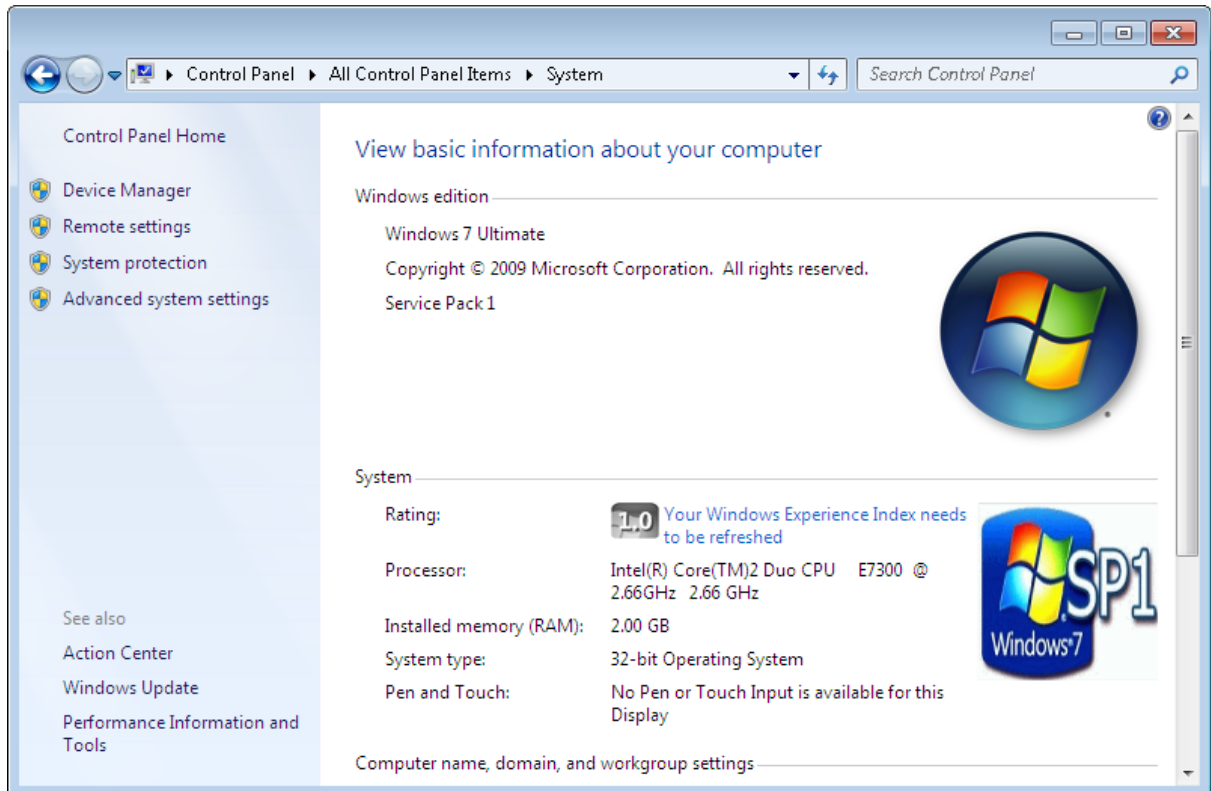 Control Panel ▸ All Control Panel Items ▸ System
Search Control Panel
Control Panel Home
Device Manager
Remote settings
System protection
Advanced system settings
See also
Action Center
Windows Update
Performance Information and
Tools
View basic information about your computer
Windows edition
Windows 7 Ultimate
Copyright © 2009 Microsoft Corporation. All rights reserved.
Service Pack 1
System
Rating:
1.0
Your Windows Experience Index needs
to be refreshed
Processor:
Intel(R) Core(TM)2 Duo CPU E7300 @
2.66GHz 2.66 GHz
Installed memory (RAM):
2.00 GB
System type:
32-bit Operating System
Pen and Touch:
No Pen or Touch Input is available for this
Display
SP1
Windows®7
Computer name, domain, and workgroup settings